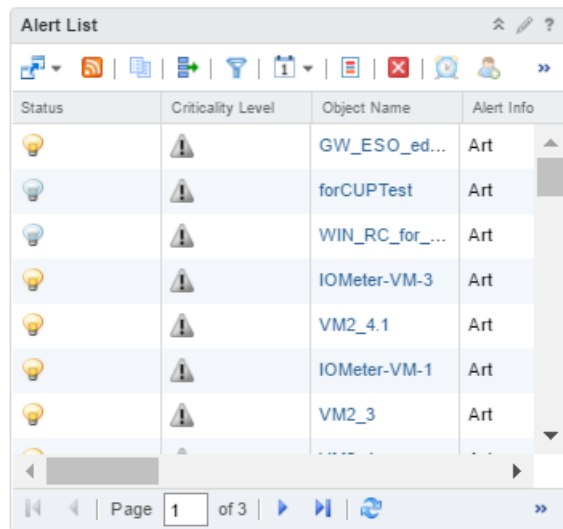 Alert List ?
1
Status Criticality Level Object Name Alert Info
GW_ESO_ed... Art
forCUPTest Art
WIN_RC_for_... Art
IOMeter-VM-3 Art
VM2_4.1 Art
IOMeter-VM-1 Art
VM2_3 Art
Page 1 of 3